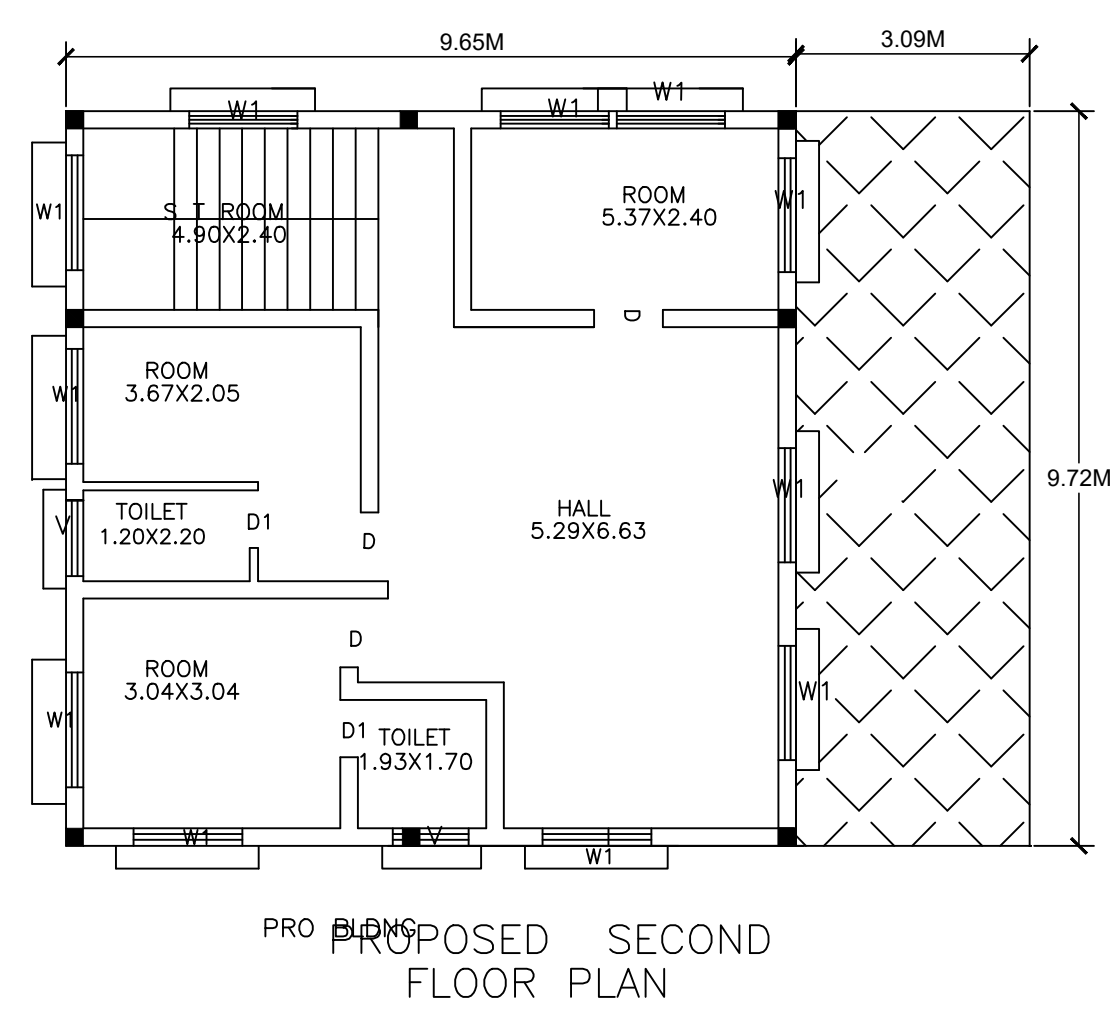 9.65M
3.09M
W1
W1
W1
W1
S T ROOM
4.90X2.40
ROOM
5.37X2.40
W1
D
ROOM
3.67X2.05
W1
TOILET
1.20X2.20
V
D1
D
HALL
5.29X6.63
W1
9.72M
D
ROOM
3.04X3.04
W1
D1
TOILET
1.93X1.70
W1
W1
V
W1
PRO BLDNG
PROPOSED SECOND
FLOOR PLAN